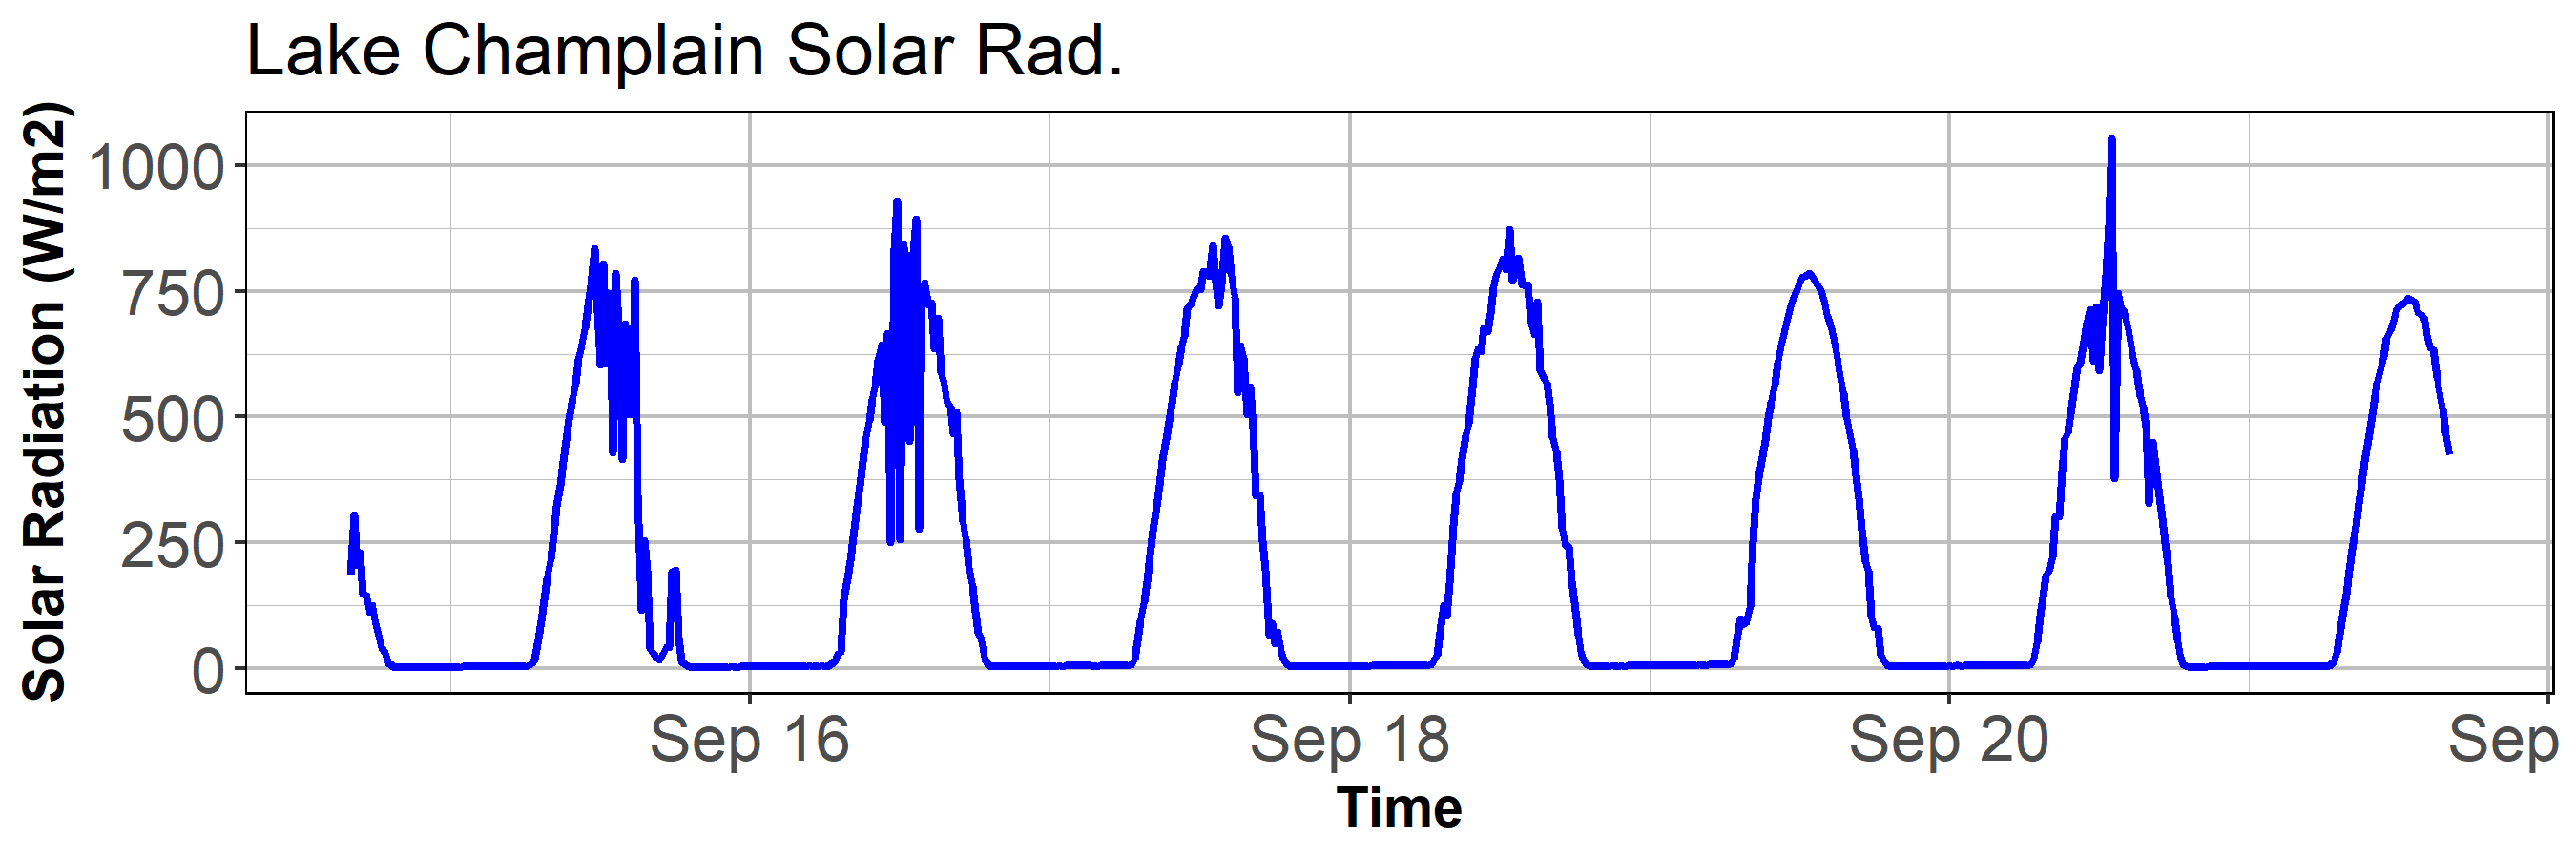 Lake Champlain Solar Rad.
Solar Radiation (W/m2)
1000
750
500
250
0
Sep 16
Sep 18
Sep 20
Sep
Time